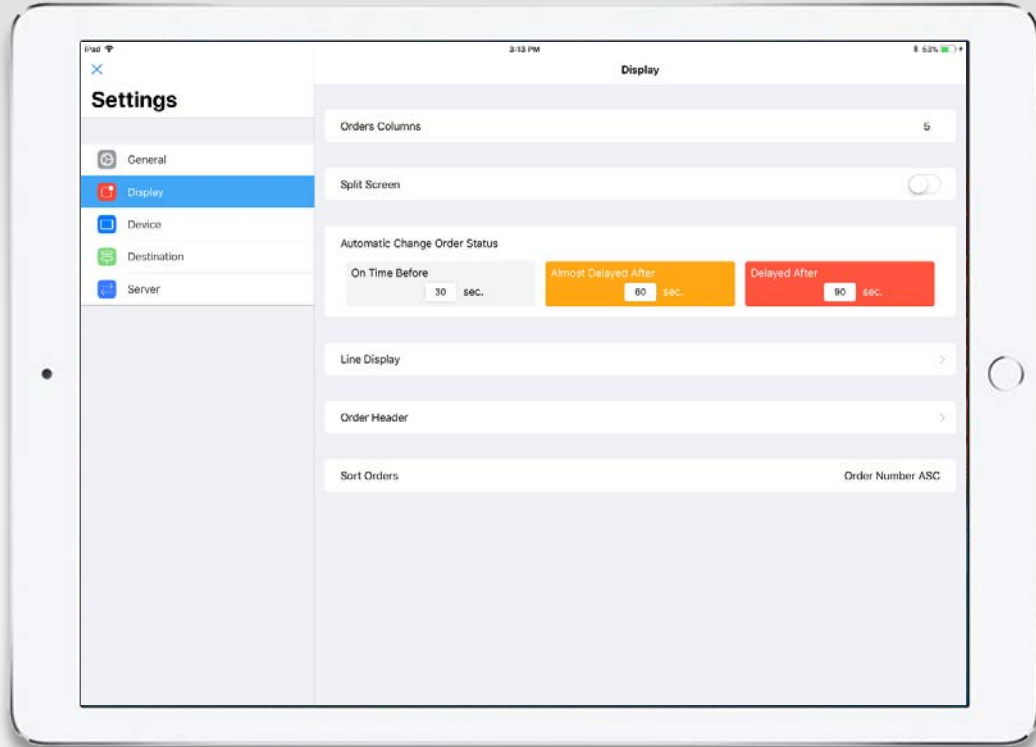 iPad
3:13 PM
53%
Display
Settings
Orders Columns
5
General
Display
Split Screen
Device
Destination
Automatic Change Order Status
Server
On Time Before
30 sec.
Almost Delayed After
60 sec.
Delayed After
90 sec.
Line Display
Order Header
Sort Orders
Order Number ASC